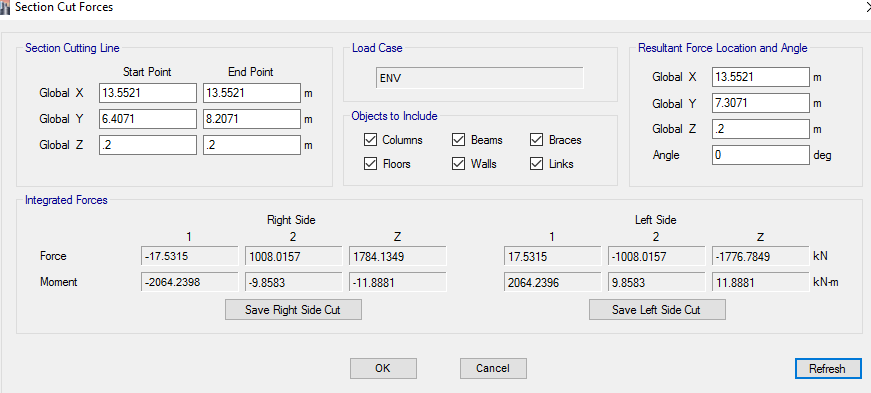 Section Cut Forces
Section Cutting Line
Start Point End Point
Global X 13.5521 13.5521 m
Global Y 6.4071 8.2071 m
Global Z .2 .2 m
Load Case
ENV
Objects to Include
Columns Beams Braces
Floors Walls Links
Resultant Force Location and Angle
Global X 13.5521 m
Global Y 7.3071 m
Global Z .2 m
Angle 0 deg
Integrated Forces
Right Side Left Side
1 2 Z 1 2 Z
Force -17.5315 1008.0157 1784.1349 17.5315 -1008.0157 -1776.7849 kN
Moment -2064.2398 -9.8583 -11.8881 2064.2396 9.8583 11.8881 kN-m
Save Right Side Cut Save Left Side Cut
OK Cancel Refresh